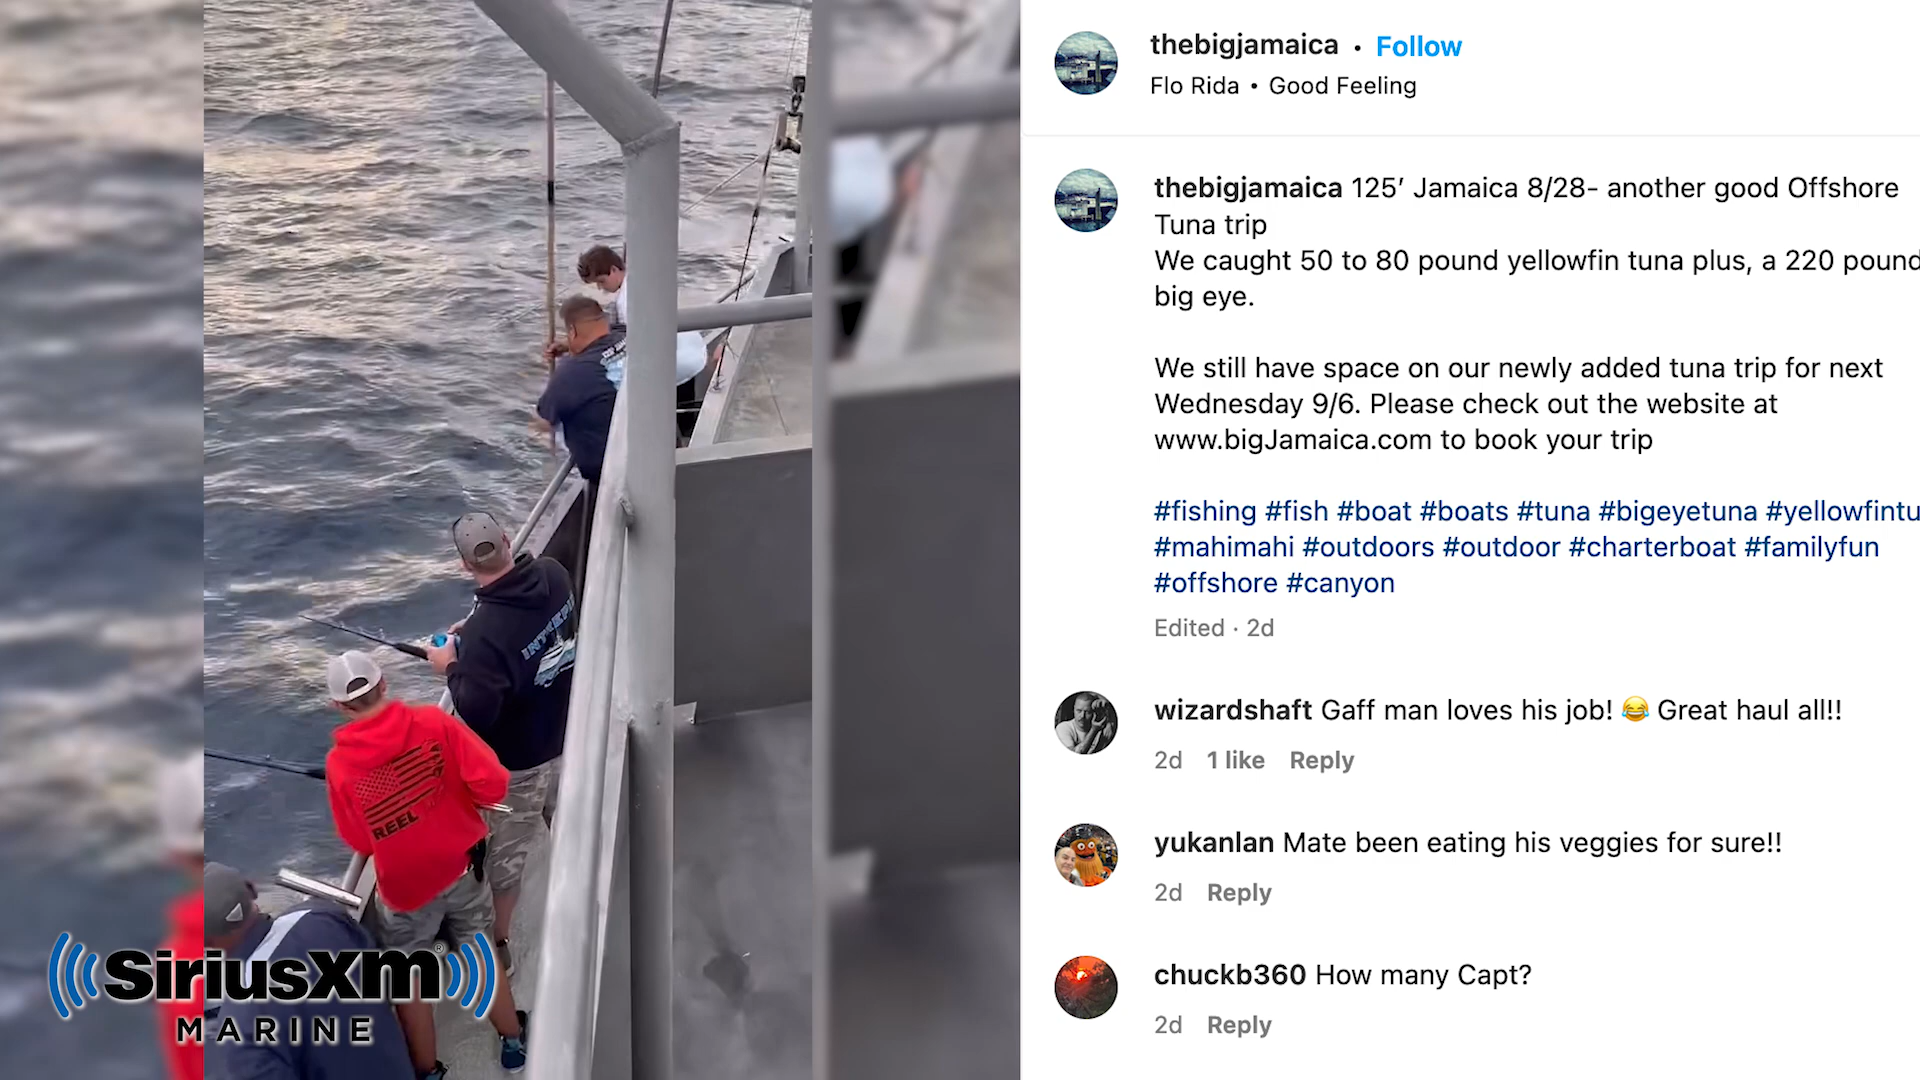 thebigjamaica • Follow
Flo Rida • Good Feeling
thebigjamaica 125’ Jamaica 8/28- another good Offshore
Tuna trip
We caught 50 to 80 pound yellowfin tuna plus, a 220 pound
big eye.
We still have space on our newly added tuna trip for next
Wednesday 9/6. Please check out the website at
www.bigJamaica.com to book your trip
#fishing #fish #boat #boats #tuna #bigeyetuna #yellowfintu
#mahimahi #outdoors #outdoor #charterboat #familyfun
#offshore #canyon
Edited · 2d
wizardshaft Gaff man loves his job! 😂 Great haul all!!
2d 1 like Reply
yukanlan Mate been eating his veggies for sure!!
2d Reply
chuckb360 How many Capt?
2d Reply
REEL
SiriusXm®
MARINE